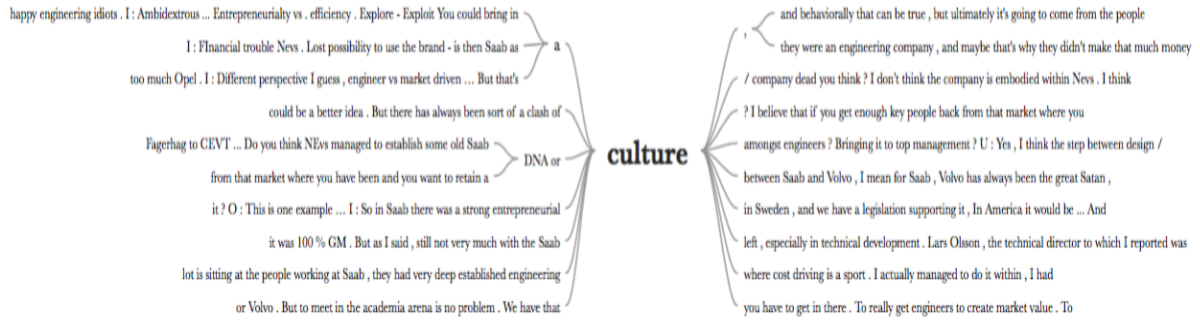 happy engineering idiots . I : Ambidextrous ... Entrepreneurialty vs . efficiency . Explore - Exploit You could bring in
I : FInancial trouble Nevs . Lost possibility to use the brand - is then Saab as
a
too much Opel . I : Different perspective I guess , engineer vs market driven ... But that's
could be a better idea . But there has always been sort of a clash of
Fagerhag to CEVT ... Do you think NEvs managed to establish some old Saab
DNA or
from that market where you have been and you want to retain a
it ? O : This is one example ... I : So in Saab there was a strong entrepreneurial
it was 100 % GM . But as I said , still not very much with the Saab
lot is sitting at the people working at Saab , they had very deep established engineering
or Volvo . But to meet in the academia arena is no problem . We have that
culture
and behaviorally that can be true , but ultimately it's going to come from the people
,
they were an engineering company , and maybe that's why they didn't make that much money
/ company dead you think ? I don't think the company is embodied within Nevs . I think
? I believe that if you get enough key people back from that market where you
amongst engineers ? Bringing it to top management ? U : Yes , I think the step between design /
between Saab and Volvo , I mean for Saab , Volvo has always been the great Satan ,
in Sweden , and we have a legislation supporting it , In America it would be ... And
left , especially in technical development . Lars Olsson , the technical director to which I reported was
where cost driving is a sport . I actually managed to do it within , I had
you have to get in there . To really get engineers to create market value . To